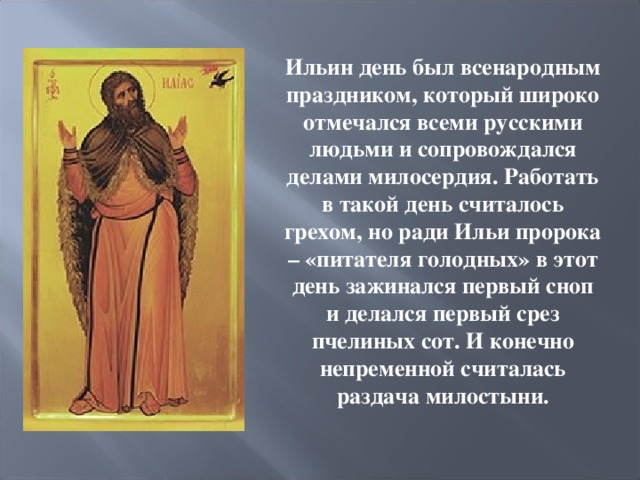 ΗΛΙΑС
Ильин день был всенародным
праздником, который широко
отмечался всеми русскими
людьми и сопровождался
делами милосердия. Работать
в такой день считалось
грехом, но ради Ильи пророка
– «питателя голодных» в этот
день зажинался первый сноп
и делался первый срез
пчелиных сот. И конечно
непременной считалась
раздача милостыни.